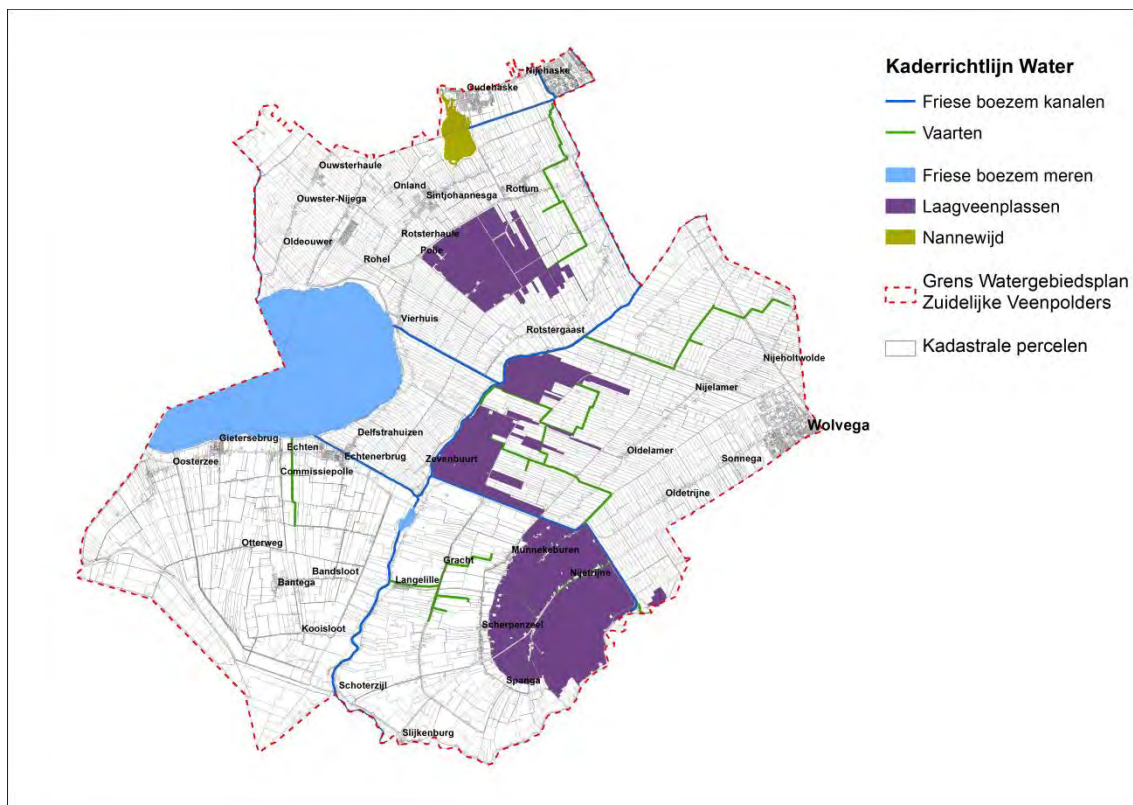 Kaderrichtlijn Water
Friese boezem kanalen
Vaarten
Friese boezem meren
Laagveenplassen
Nannewijd
Grens Watergebiedsplan
Zuidelijke Veenpolders
Kadastrale percelen
Nijehaske
Oudehaske
Ouwsterhaule
Onland
Rottum
Sintjohannesga
Ouwster-Nijega
Rotsterhaule
Oldeouwer
Polle
Rohel
Vierhuis
Rotstergaast
Nijeholtwolde
Nijelamer
Wolvega
Delfstrahuizen
Gietersebrug
Echten
Echtenerbrug
Oosterzee
Commissiepolle
Zevenbuurt
Oldelamer
Sonnega
Oldetrijne
Otterweg
Munnekeburen
Gracht
Bandsloot
Bantega
Langelille
Nijetrijne
Kooisloot
Scherpenzeel
Schoterzijl
Spanga
Slijkenburg